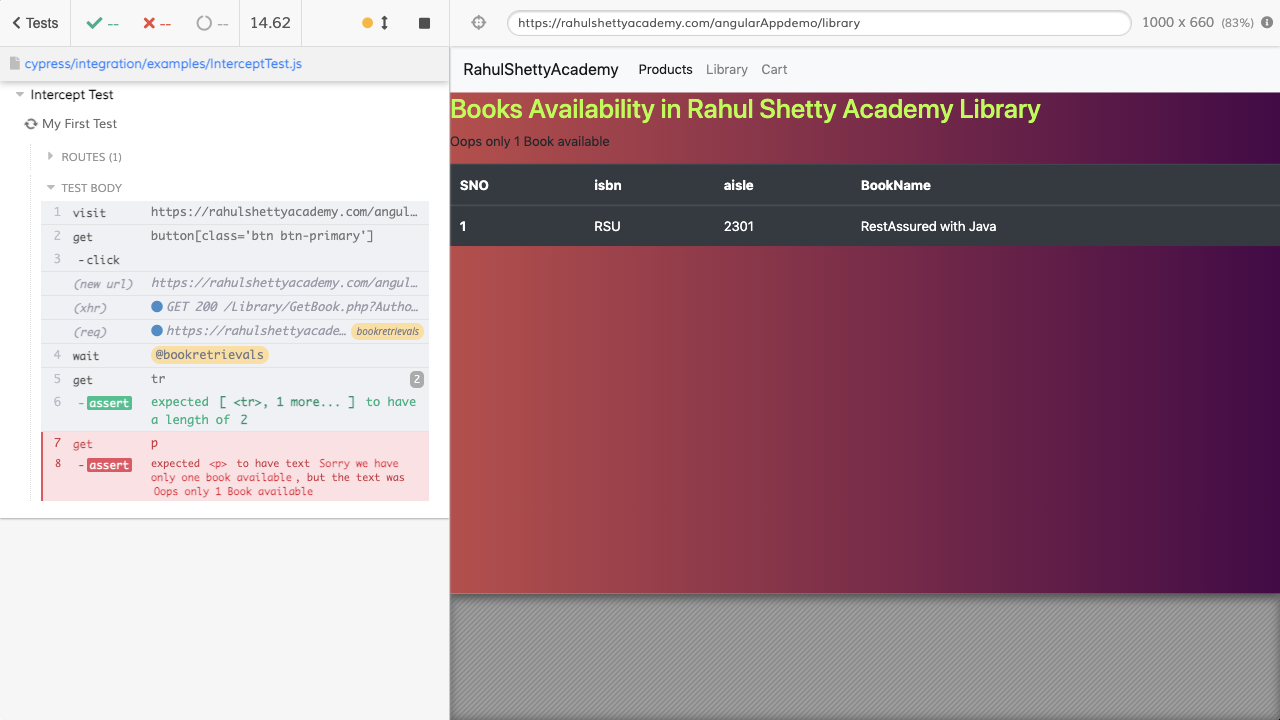 Tests -- -- -- 14.62
https://rahulshettyacademy.com/angularAppdemo/library 1000 x 660 (83%)
cypress/integration/examples/InterceptTest.js
Intercept Test
My First Test
ROUTES (1)
TEST BODY
1 visit https://rahulshettyacademy.com/angul…
2 get button[class='btn btn-primary']
3 -click
(new url) https://rahulshettyacademy.com/angul…
(xhr) GET 200 /Library/GetBook.php?Autho…
(req) https://rahulshettyacade… bookretrievals
4 wait @bookretrievals
5 get tr 2
6 -assert expected [ <tr>, 1 more... ] to have
a length of 2
7 get p
8 -assert expected <p> to have text Sorry we have
only one book available, but the text was
Oops only 1 Book available
RahulShettyAcademy Products Library Cart
Books Availability in Rahul Shetty Academy Library
Oops only 1 Book available
SNO isbn aisle BookName
1 RSU 2301 RestAssured with Java